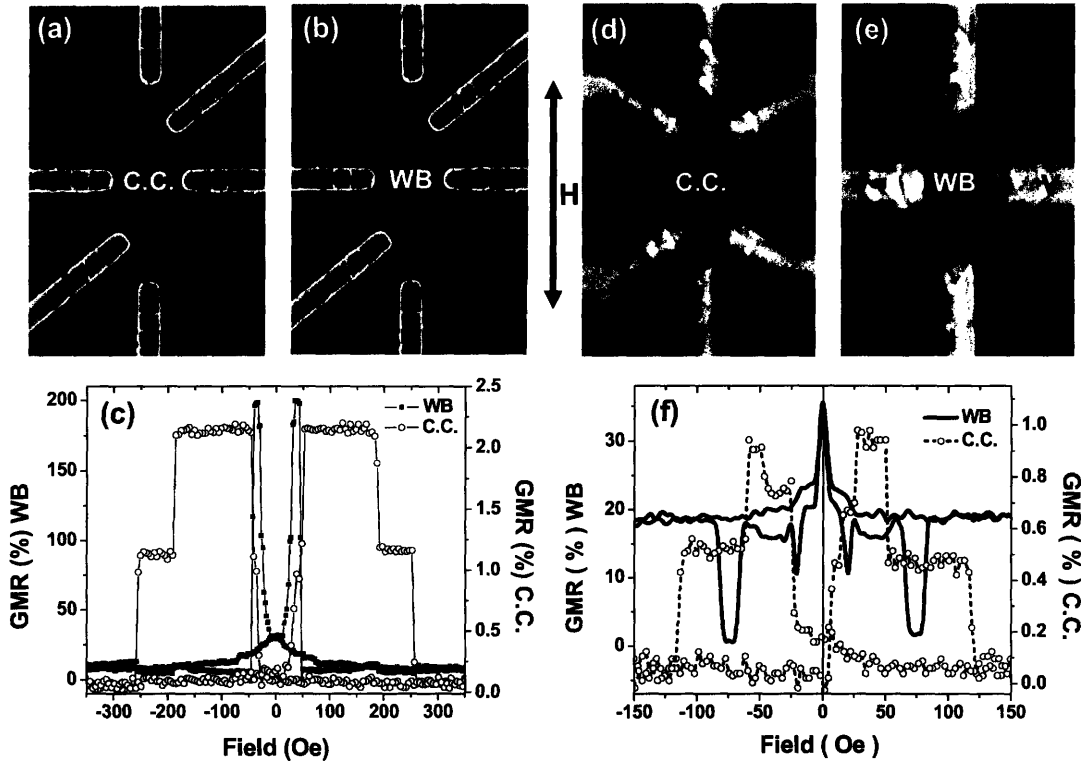 (a)
(b)
(d)
(e)
C.C.
WB
H
C.C.
WB
(c)
WB
C.C.
GMR (%) WB
200
150
100
50
0
2.5
2.0
1.5
1.0
0.5
0.0
GMR (%) C.C.
-300 -200 -100 0 100 200 300
Field (Oe)
(f)
WB
C.C.
GMR ( % ) WB
30
25
20
15
10
5
0
1.0
0.8
0.6
0.4
0.2
0.0
GMR ( % ) C.C.
-150 -100 -50 0 50 100 150
Field ( Oe )